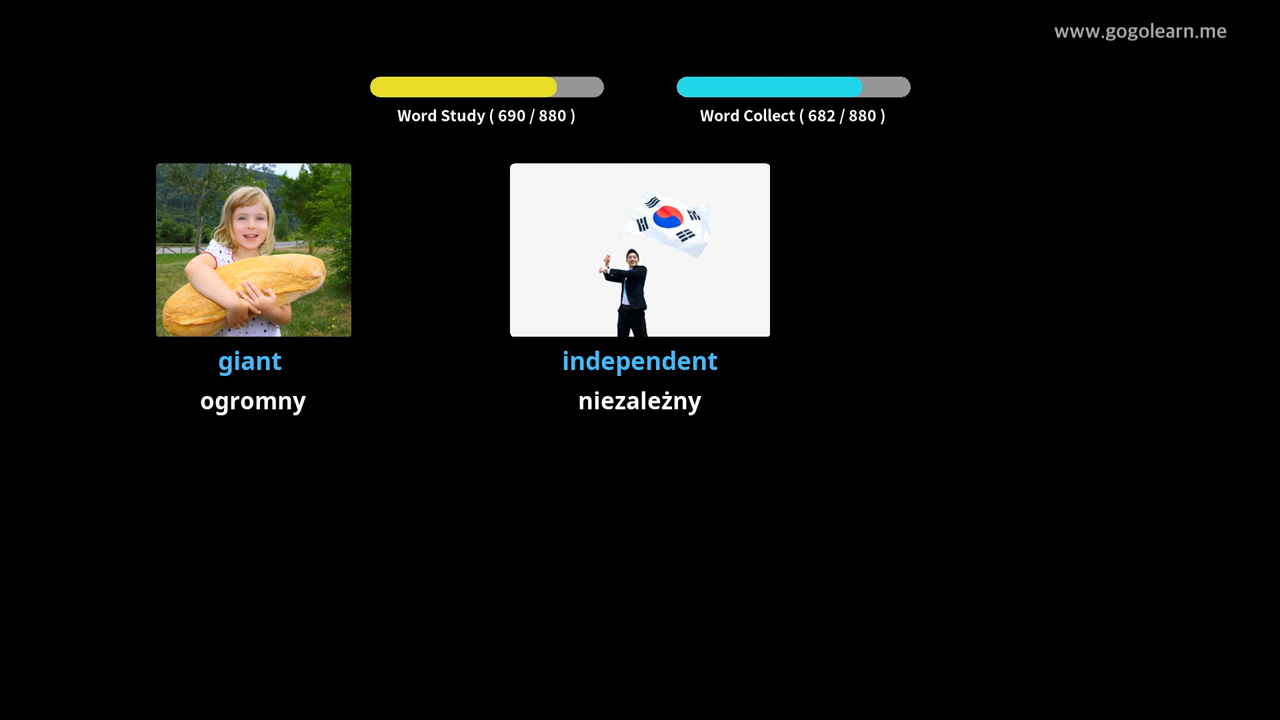 www.gogolearn.me
Word Study ( 690 / 880 )
Word Collect ( 682 / 880 )
giant
ogromny
independent
niezależny